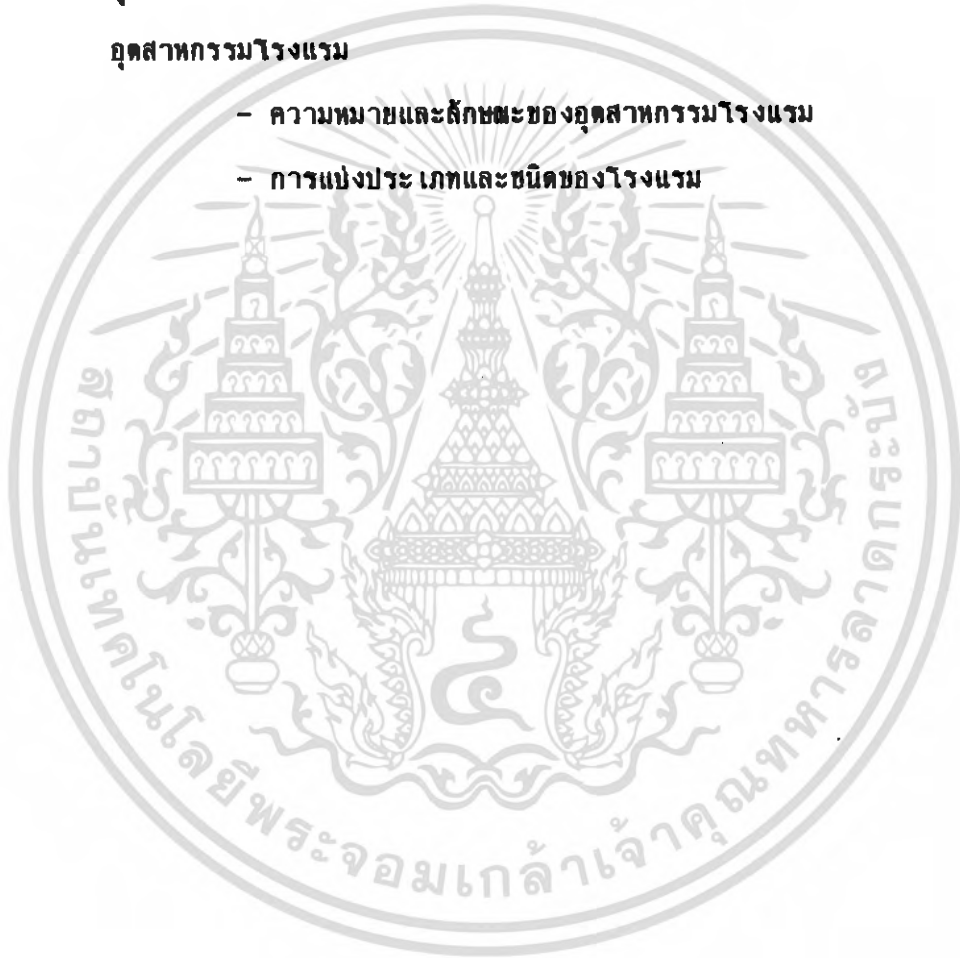 อุตสาหกรรมโรงแรม
- ความหมายและลักษณะของอุตสาหกรรมโรงแรม
- การแบ่งประเภทและชนิดของโรงแรม
สถาบันเทคโนโลยีพระจอมเกล้าเจ้าคุณทหารลาดกระบัง